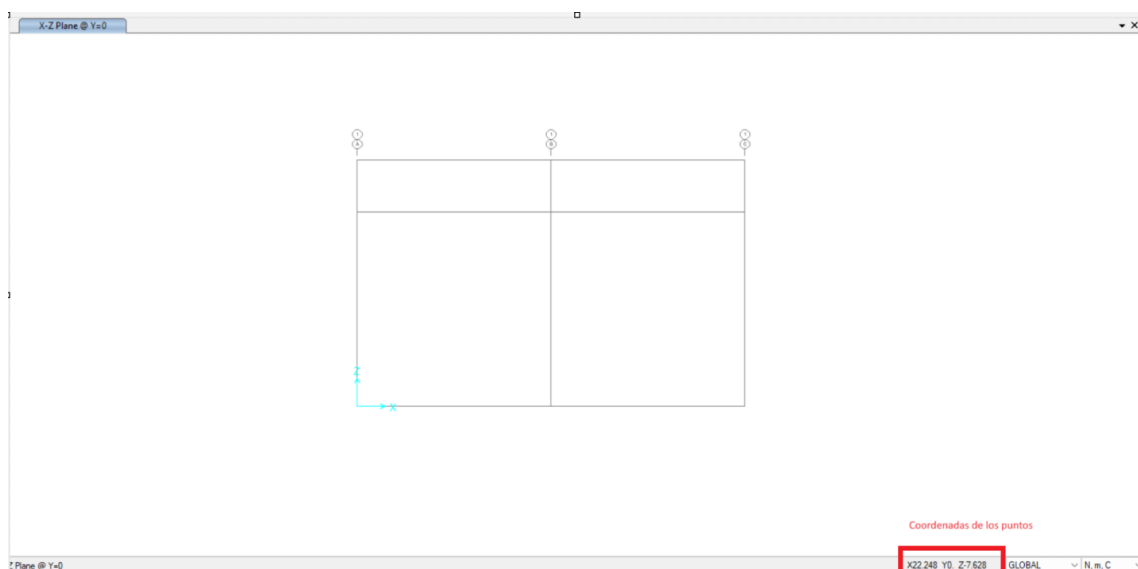 X-Z Plane @ Y=0
1 1 1
A B C
Z
X
Coordenadas de los puntos
Z Plane @ Y=0
X22.248 Y0. Z-7.628
GLOBAL
N, m, C